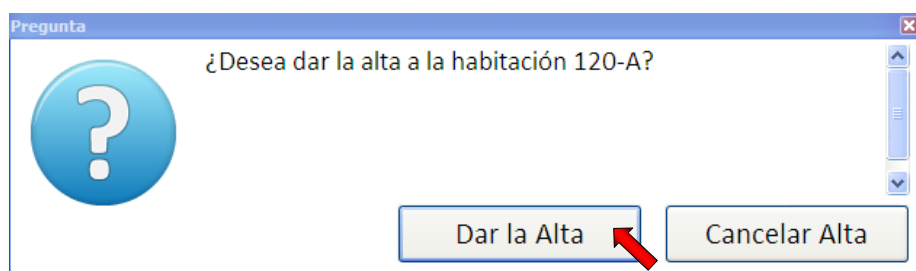 Pregunta
¿Desea dar la alta a la habitación 120-A?
Dar la Alta
Cancelar Alta